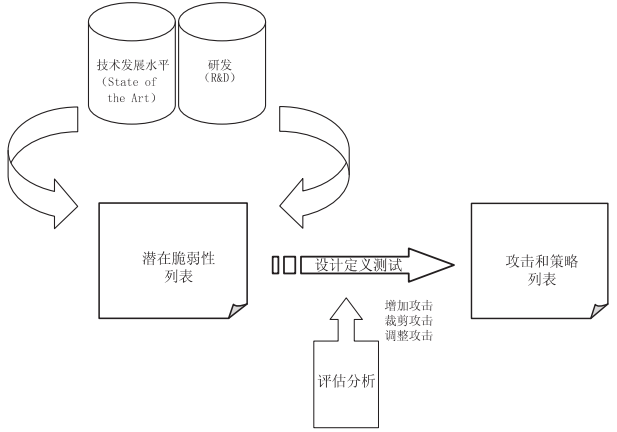 技术发展水平
（State of
the Art）
研发
（R&D）
潜在脆弱性
列表
设计定义测试
攻击和策略
列表
增加攻击
裁剪攻击
调整攻击
评估分析